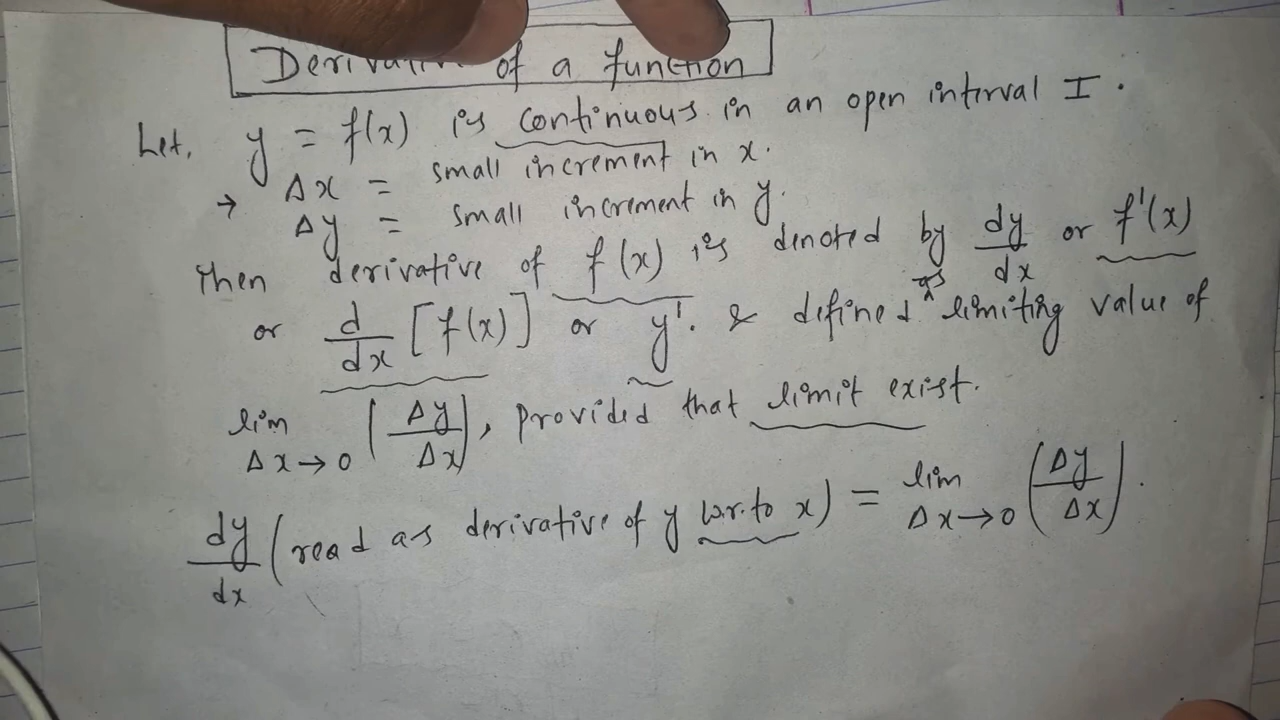 Derivative of a function
Let, y = f(x) is continuous in an open interval I.
→ Δx = small increment in x.
Δy = small increment in y.
Then derivative of f(x) is denoted by dy/dx or f'(x)
or d/dx [f(x)] or y'. & defined as limiting value of
lim Δx→0 (Δy/Δx), provided that limit exist.
dy/dx (read as derivative of y w.r.to x) = lim Δx→0 (Δy/Δx).